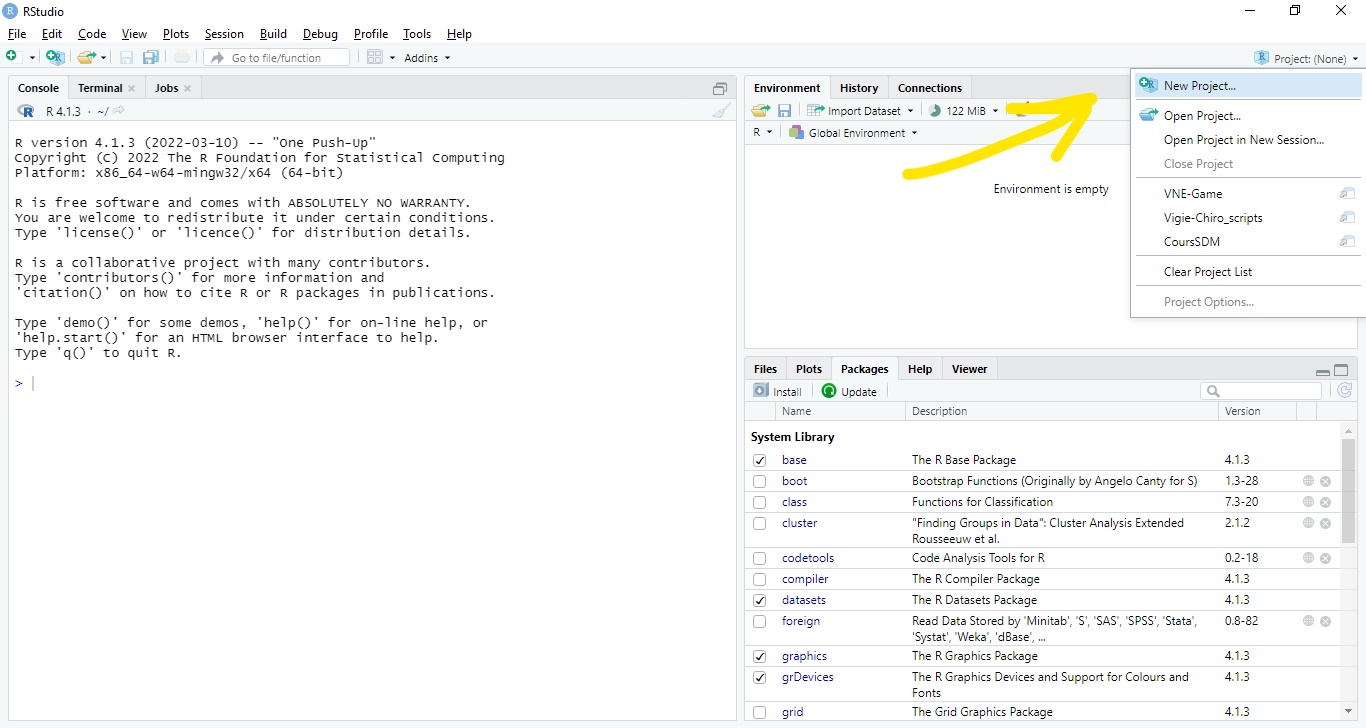 RStudio
File Edit Code View Plots Session Build Debug Profile Tools Help
Go to file/function Addins Project: (None)
Console Terminal Jobs
R 4.1.3 · ~/
R version 4.1.3 (2022-03-10) -- "One Push-Up"
Copyright (C) 2022 The R Foundation for Statistical Computing
Platform: x86_64-w64-mingw32/x64 (64-bit)
R is free software and comes with ABSOLUTELY NO WARRANTY.
You are welcome to redistribute it under certain conditions.
Type 'license()' or 'licence()' for distribution details.
R is a collaborative project with many contributors.
Type 'contributors()' for more information and
'citation()' on how to cite R or R packages in publications.
Type 'demo()' for some demos, 'help()' for on-line help, or
'help.start()' for an HTML browser interface to help.
Type 'q()' to quit R.
>
Environment History Connections
Import Dataset 122 MiB
R Global Environment
Environment is empty
New Project...
Open Project...
Open Project in New Session...
Close Project
VNE-Game
Vigie-Chiro_scripts
CoursSDM
Clear Project List
Project Options...
Files Plots Packages Help Viewer
Install Update
Name Description Version
System Library
base The R Base Package 4.1.3
boot Bootstrap Functions (Originally by Angelo Canty for S) 1.3-28
class Functions for Classification 7.3-20
cluster "Finding Groups in Data": Cluster Analysis Extended 2.1.2
Rousseeuw et al.
codetools Code Analysis Tools for R 0.2-18
compiler The R Compiler Package 4.1.3
datasets The R Datasets Package 4.1.3
foreign Read Data Stored by 'Minitab', 'S', 'SAS', 'SPSS', 'Stata', 0.8-82
'Systat', 'Weka', 'dBase', ...
graphics The R Graphics Package 4.1.3
grDevices The R Graphics Devices and Support for Colours and 4.1.3
Fonts
grid The Grid Graphics Package 4.1.3